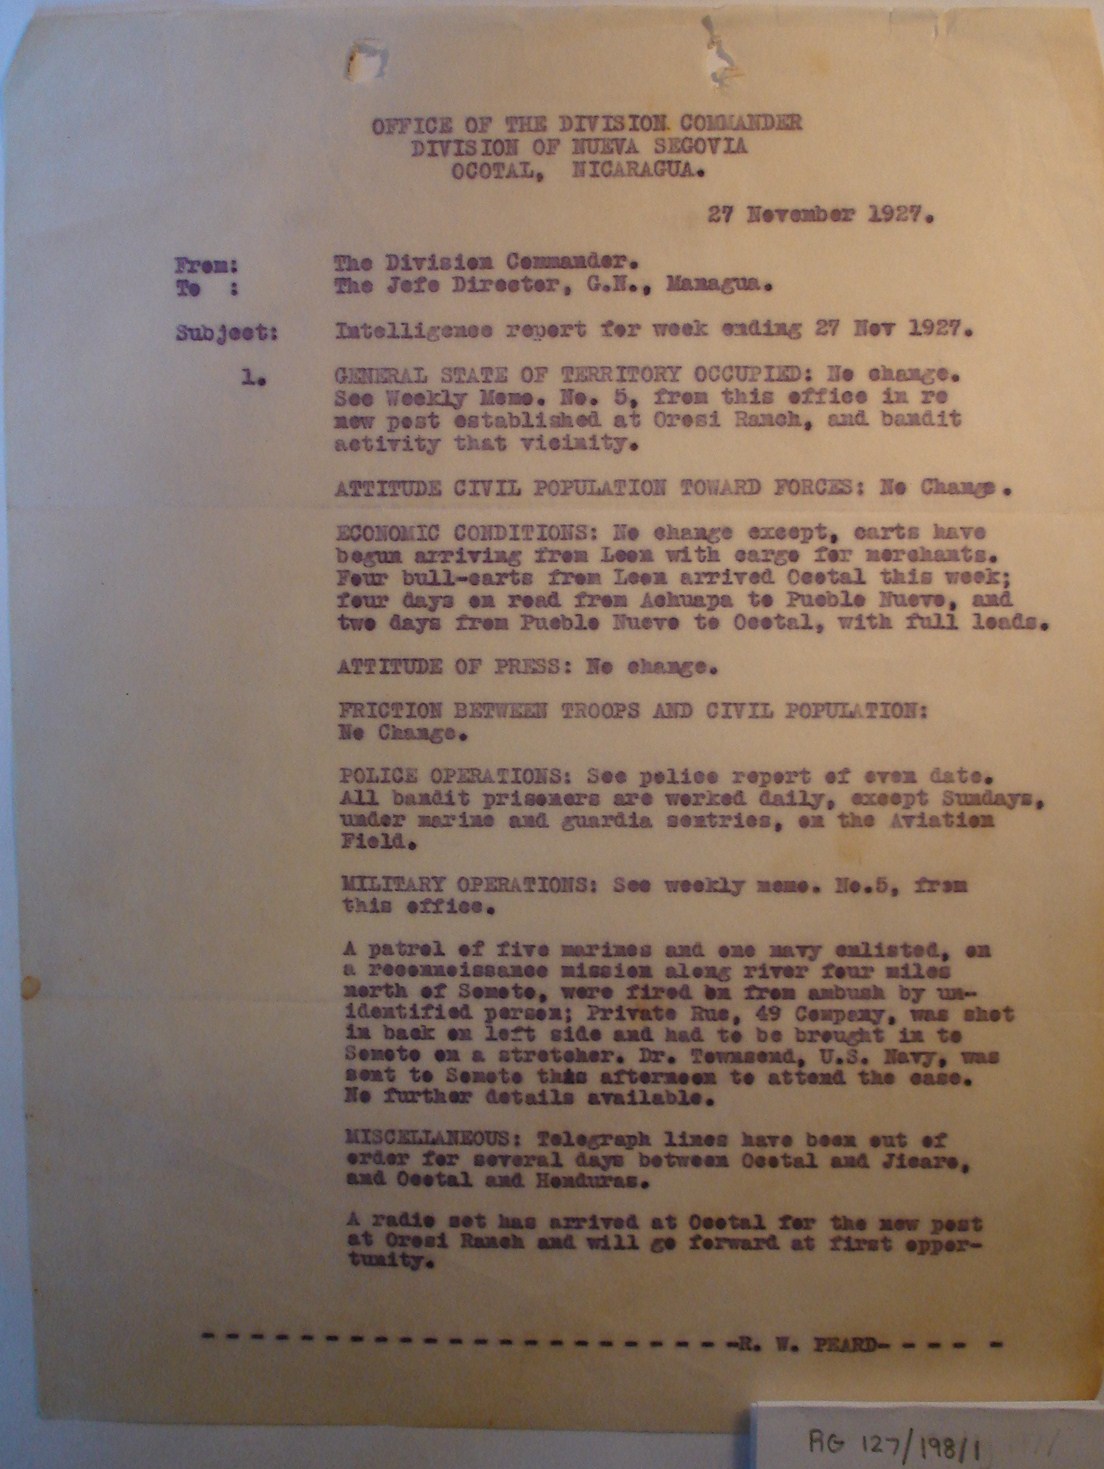 OFFICE OF THE DIVISION COMMANDER
DIVISION OF NUEVA SEGOVIA
OCOTAL, NICARAGUA.
27 November 1927.
From: The Division Commander.
To : The Jefe Director, G.N., Managua.
Subject: Intelligence report for week ending 27 Nov 1927.
1. GENERAL STATE OF TERRITORY OCCUPIED: No change.
See Weekly Memo. No. 5, from this office in re
new post established at Orosi Ranch, and bandit
activity that vicinity.
ATTITUDE CIVIL POPULATION TOWARD FORCES: No Change.
ECONOMIC CONDITIONS: No change except, carts have
begun arriving from Leon with cargo for merchants.
Four bull-carts from Leon arrived Ocotal this week;
four days on road from Achuapa to Pueblo Nuevo, and
two days from Pueblo Nuevo to Ocotal, with full loads.
ATTITUDE OF PRESS: No change.
FRICTION BETWEEN TROOPS AND CIVIL POPULATION:
No Change.
POLICE OPERATIONS: See police report of even date.
All bandit prisoners are worked daily, except Sundays,
under marine and guardia sentries, on the Aviation
Field.
MILITARY OPERATIONS: See weekly memo. No.5, from
this office.
A patrol of five marines and one navy enlisted, on
a reconnoissance mission along river four miles
north of Somoto, were fired on from ambush by un-
identified person; Private Rue, 49 Company, was shot
in back on left side and had to be brought in to
Somoto on a stretcher. Dr. Townsend, U.S. Navy, was
sent to Somoto this afternoon to attend the case.
No further details available.
MISCELLANEOUS: Telegraph lines have been out of
order for several days between Ocotal and Jicaro,
and Ocotal and Honduras.
A radio set has arrived at Ocotal for the new post
at Orosi Ranch and will go forward at first oppor-
tunity.
- - - - - - - - - - - - - - - - - - - - - - -R. W. PEARD- - - - -
RG 127/198/1